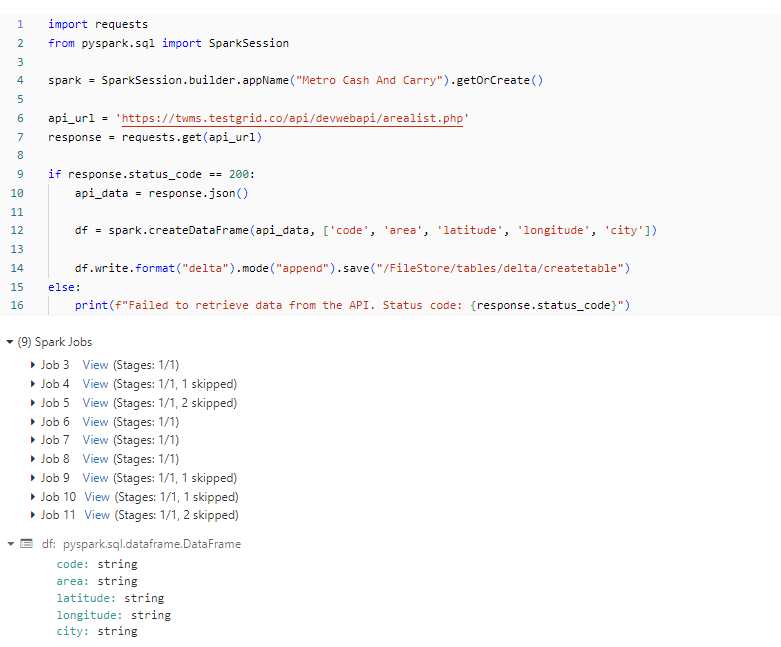 1 import requests
2 from pyspark.sql import SparkSession
3
4 spark = SparkSession.builder.appName("Metro Cash And Carry").getOrCreate()
5
6 api_url = 'https://twms.testgrid.co/api/devwebapi/arealist.php'
7 response = requests.get(api_url)
8
9 if response.status_code == 200:
10     api_data = response.json()
11
12     df = spark.createDataFrame(api_data, ['code', 'area', 'latitude', 'longitude', 'city'])
13
14     df.write.format("delta").mode("append").save("/FileStore/tables/delta/createtable")
15 else:
16     print(f"Failed to retrieve data from the API. Status code: {response.status_code}")
(9) Spark Jobs
Job 3 View (Stages: 1/1)
Job 4 View (Stages: 1/1, 1 skipped)
Job 5 View (Stages: 1/1, 2 skipped)
Job 6 View (Stages: 1/1)
Job 7 View (Stages: 1/1)
Job 8 View (Stages: 1/1)
Job 9 View (Stages: 1/1, 1 skipped)
Job 10 View (Stages: 1/1, 1 skipped)
Job 11 View (Stages: 1/1, 2 skipped)
df: pyspark.sql.dataframe.DataFrame
code: string
area: string
latitude: string
longitude: string
city: string